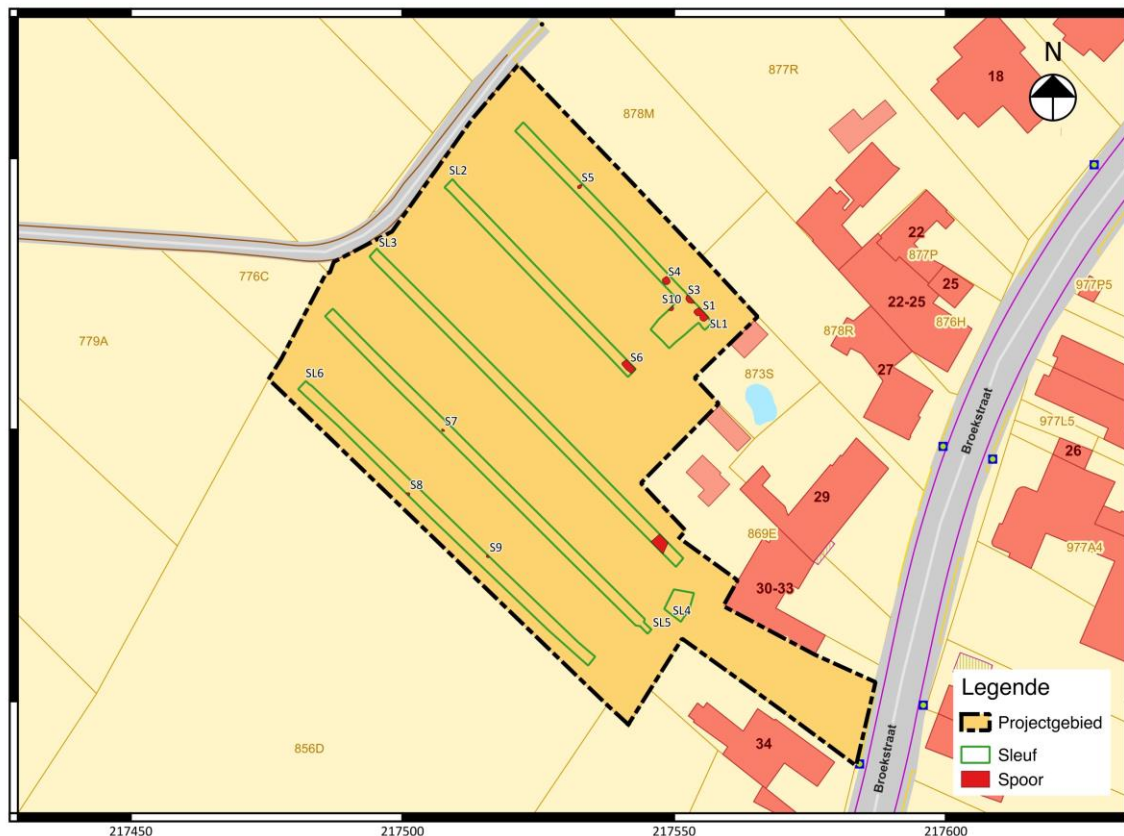 N
877R
18
878M
SL2
S5
22
877P
SL3
25
977P5
776C
S4
S3
22-25
S10
S1
876H
SL1
878R
779A
S6
27
873S
SL6
Broekstraat
S7
977L5
26
S8
29
869E
S9
977A4
30-33
SL4
SL5
Legende
Projectgebied
856D
34
Sleuf
Spoor
Broekstraat
217450
217500
217550
217600